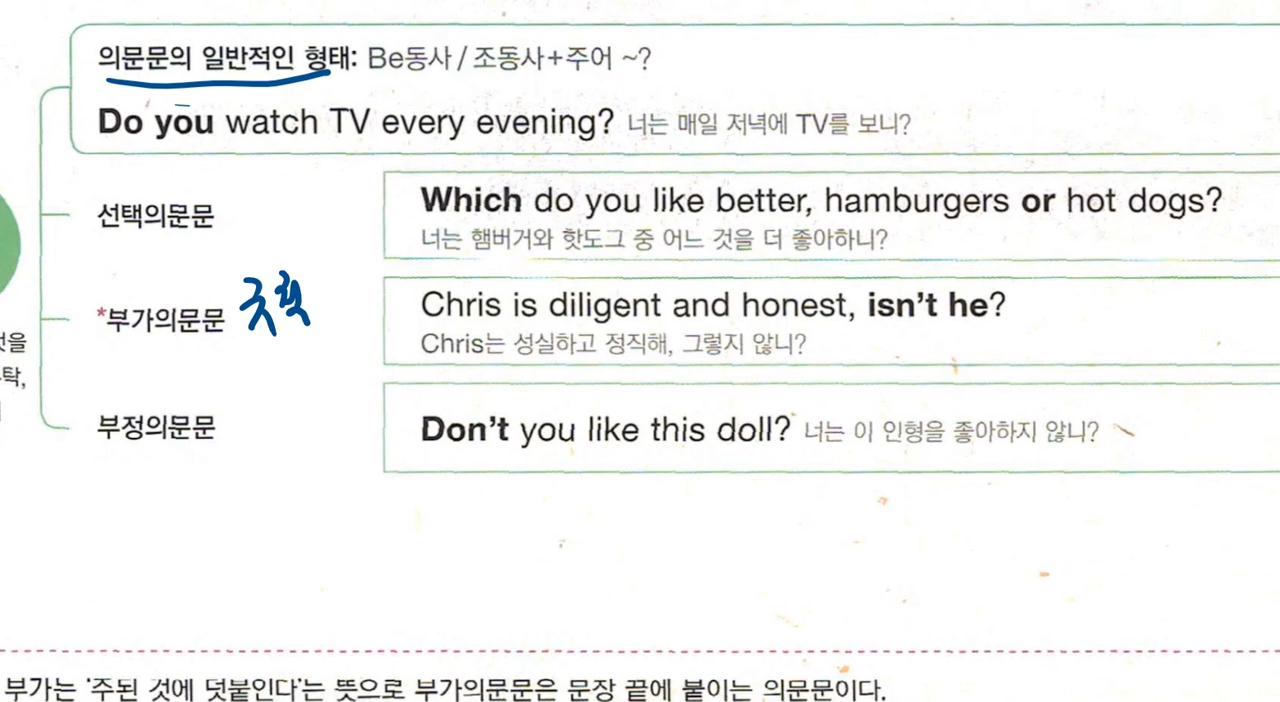 의문문의 일반적인 형태: Be동사 / 조동사+주어 ~?
Do you watch TV every evening? 너는 매일 저녁에 TV를 보니?
선택의문문
Which do you like better, hamburgers or hot dogs?
너는 햄버거와 핫도그 중 어느 것을 더 좋아하니?
*부가의문문
Chris is diligent and honest, isn't he?
Chris는 성실하고 정직해, 그렇지 않니?
부정의문문
Don't you like this doll? 너는 이 인형을 좋아하지 않니?
부가는 '주된 것에 덧붙인다'는 뜻으로 부가의문문은 문장 끝에 붙이는 의문문이다.